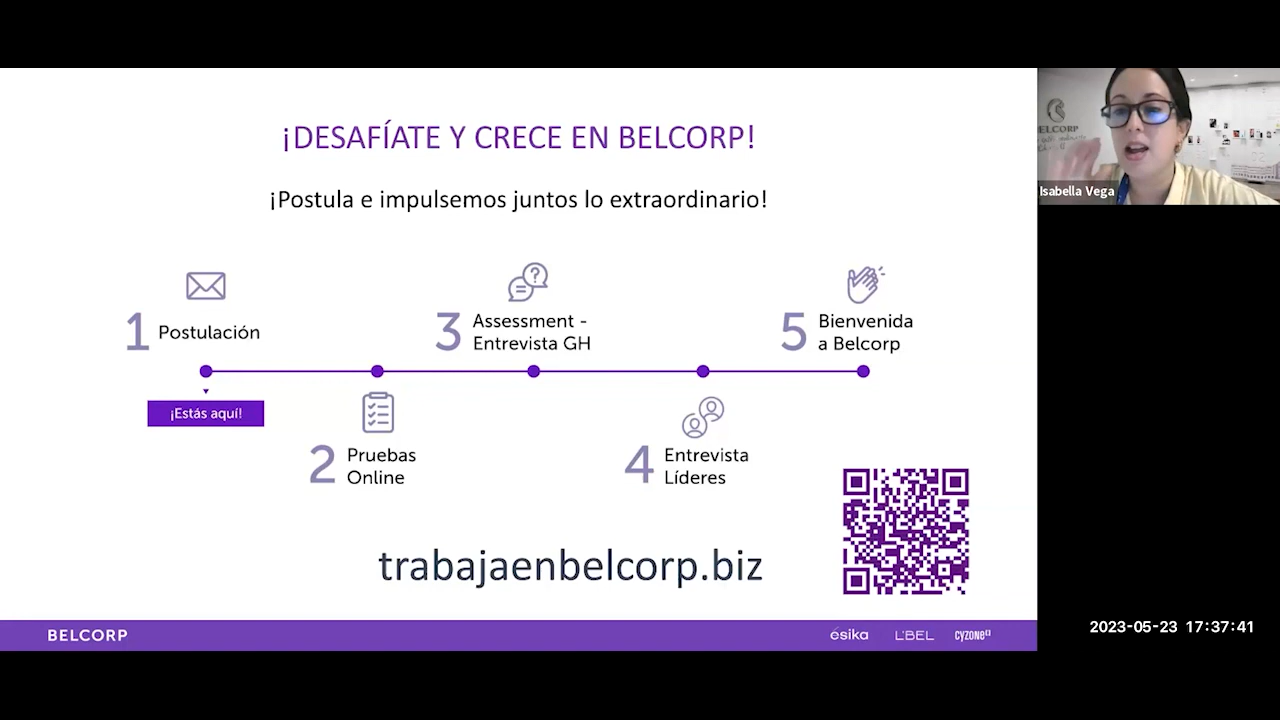 ¡DESAFÍATE Y CRECE EN BELCORP!
¡Postula e impulsemos juntos lo extraordinario!
1 Postulación
3 Assessment -
Entrevista GH
5 Bienvenida
a Belcorp
¡Estás aquí!
2 Pruebas
Online
4 Entrevista
Líderes
trabajaenbelcorp.biz
BELCORP
ésika
L'BEL
cyzone
ELCORP
Isabella Vega
2023-05-23 17:37:41